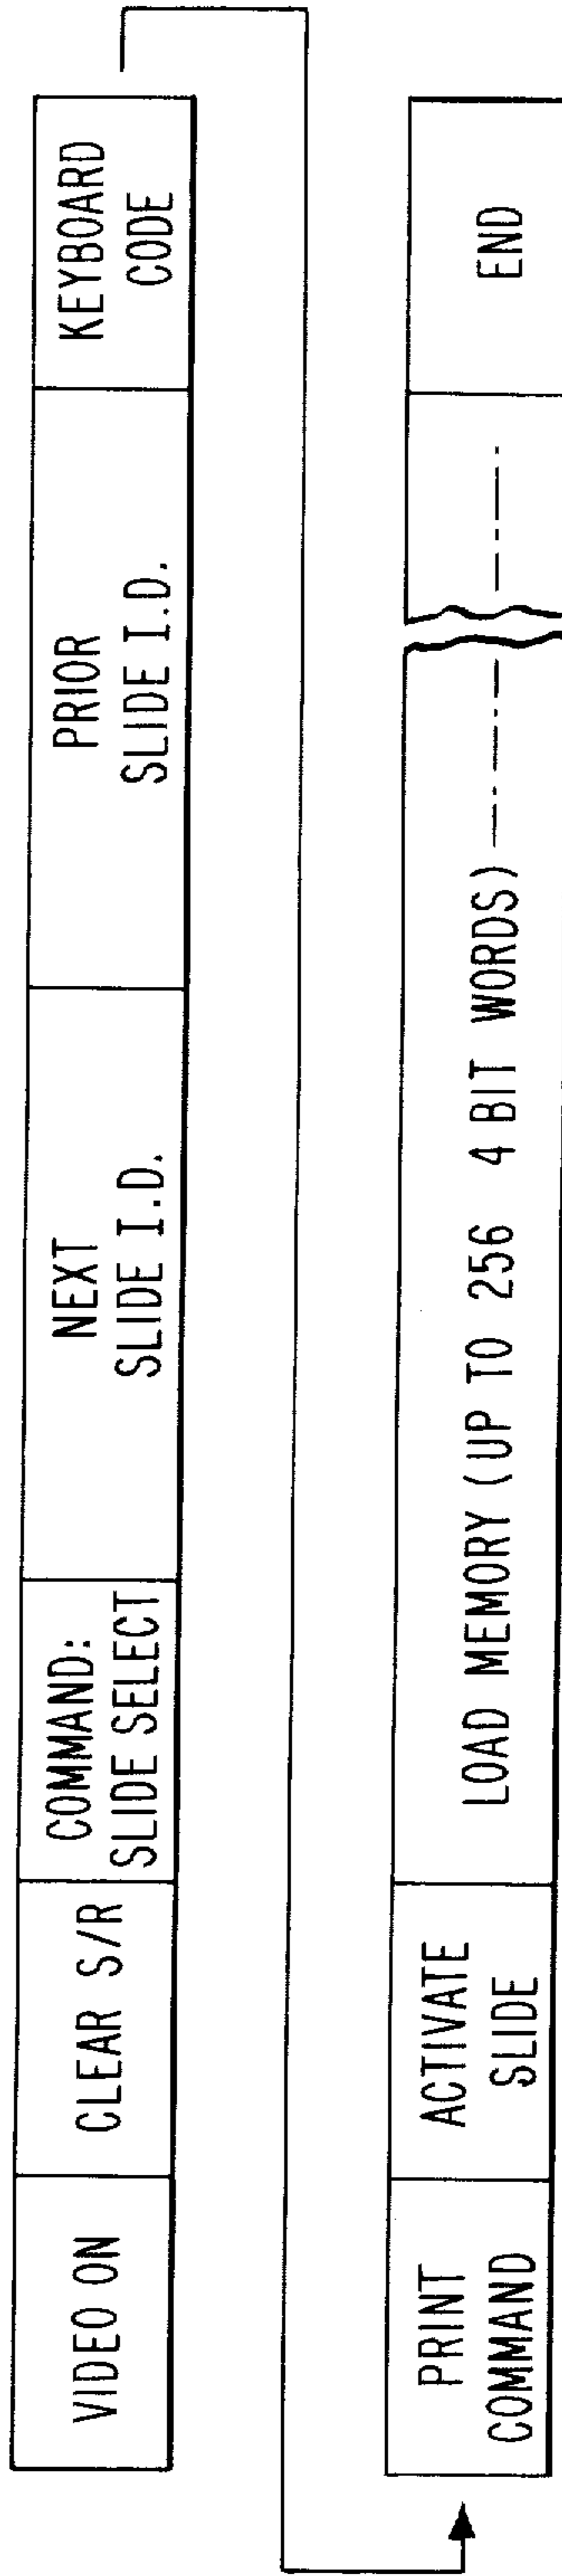 VIDEO ON
CLEAR S/R
COMMAND:
SLIDE SELECT
NEXT
SLIDE I.D.
PRIOR
SLIDE I.D.
KEYBOARD
CODE
PRINT
COMMAND
ACTIVATE
SLIDE
LOAD MEMORY (UP TO 256 4 BIT WORDS)
END